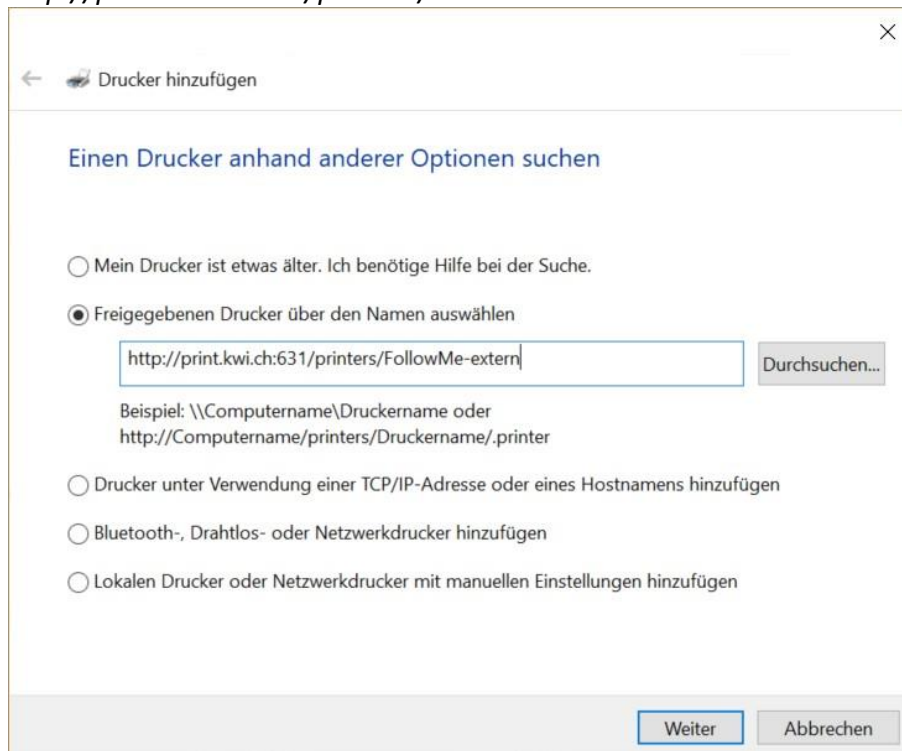 Drucker hinzufügen
Einen Drucker anhand anderer Optionen suchen
Mein Drucker ist etwas älter. Ich benötige Hilfe bei der Suche.
Freigegebenen Drucker über den Namen auswählen
http://print.kwi.ch:631/printers/FollowMe-extern
Durchsuchen...
Beispiel: \\Computername\Druckername oder
http://Computername/printers/Druckername/.printer
Drucker unter Verwendung einer TCP/IP-Adresse oder eines Hostnamens hinzufügen
Bluetooth-, Drahtlos- oder Netzwerkdrucker hinzufügen
Lokalen Drucker oder Netzwerkdrucker mit manuellen Einstellungen hinzufügen
Weiter
Abbrechen